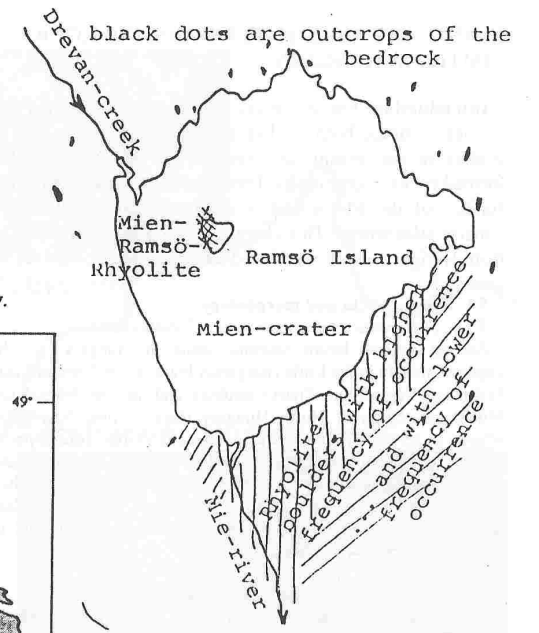 black dots are outcrops of the
bedrock
Drevan-creek
Mien-
Ramsö-
Rhyolite
Ramsö Island
Mien-crater
49°
Rhyolite
boulders with higher
frequency of occurrence
... and with lower
frequency of
occurrence
Mie-river